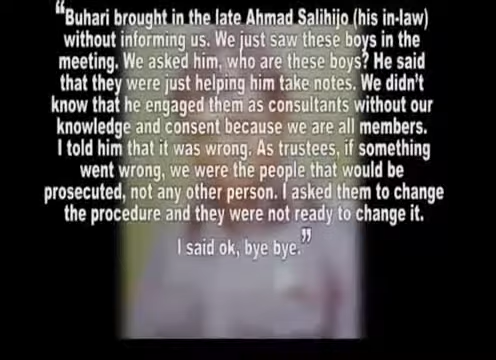 “Buhari brought in the late Ahmad Salihijo (his in-law)
without informing us. We just saw these boys in the
meeting. We asked him, who are these boys? He said
that they were just helping him take notes. We didn’t
know that he engaged them as consultants without our
knowledge and consent because we are all members.
I told him that it was wrong. As trustees, if something
went wrong, we were the people that would be
prosecuted, not any other person. I asked them to change
the procedure and they were not ready to change it.
I said ok, bye bye.”